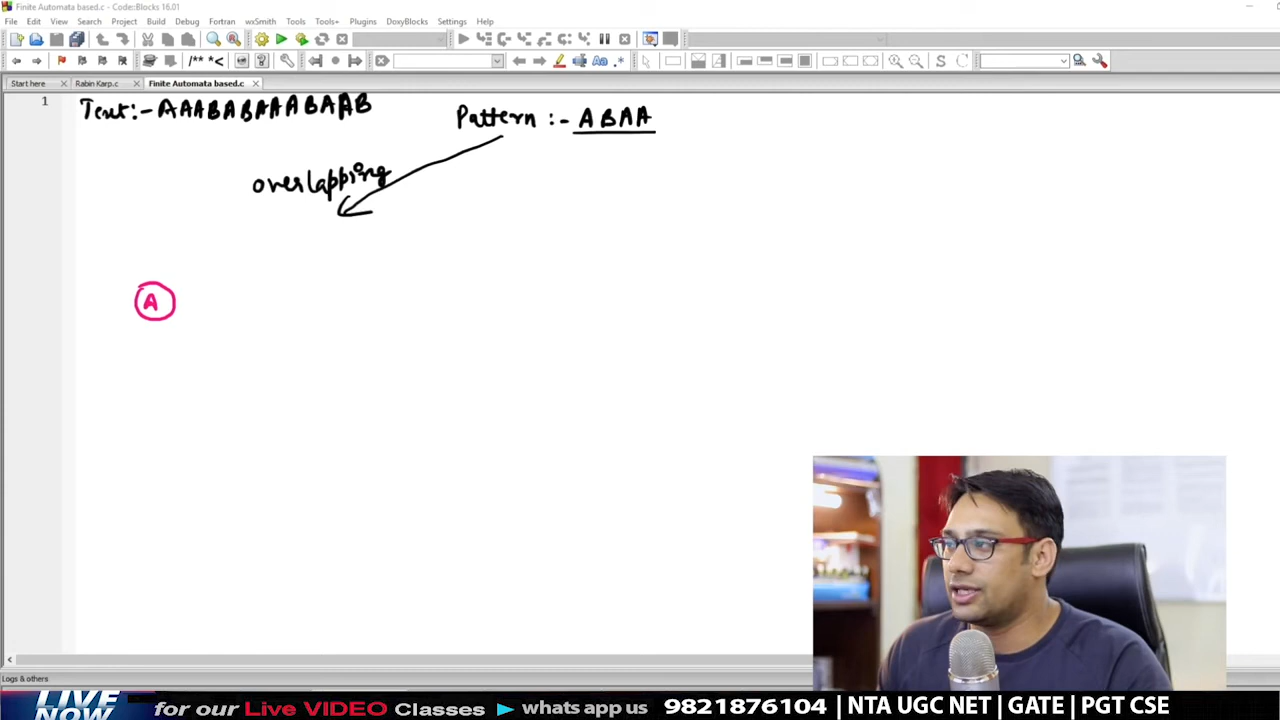 Finite Automata based.c - Code::Blocks 16.01
File Edit View Search Project Build Debug Fortran wxSmith Tools Tools+ Plugins DoxyBlocks Settings Help
/** *< Aa .* S C
Start here Rabin Karp.c Finite Automata based.c
1
Text:- AAABABAAABAAB Pattern :- ABAA
overlapping
A
Logs & others
LIVE NOW for our Live VIDEO Classes whats app us 9821876104 | NTA UGC NET | GATE | PGT CSE